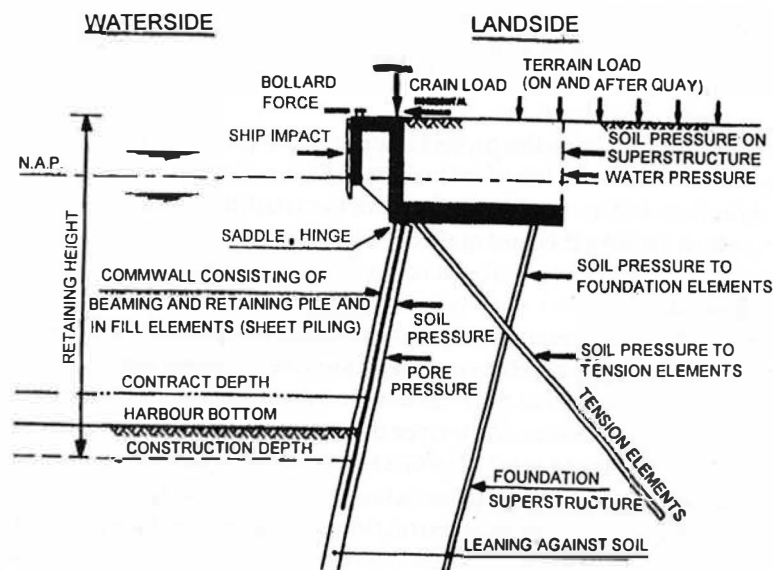 WATERSIDE
LANDSIDE
TERRAIN LOAD
(ON AND AFTER QUAY)
BOLLARD
FORCE
CRAIN LOAD
SHIP IMPACT
SOIL PRESSURE ON
SUPERSTRUCTURE
N.A.P.
WATER PRESSURE
SADDLE, HINGE
RETAINING HEIGHT
COMMWALL CONSISTING OF
BEAMING AND RETAINING PILE AND
IN FILL ELEMENTS (SHEET PILING)
SOIL PRESSURE TO
FOUNDATION ELEMENTS
SOIL
PRESSURE
PORE
PRESSURE
SOIL PRESSURE TO
TENSION ELEMENTS
CONTRACT DEPTH
HARBOUR BOTTOM
CONSTRUCTION DEPTH
TENSION ELEMENTS
FOUNDATION
SUPERSTRUCTURE
LEANING AGAINST SOIL